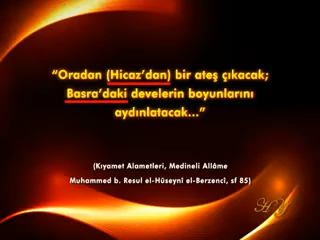 “Oradan (Hicaz’dan) bir ateş çıkacak;
Basra’daki develerin boyunlarını
aydınlatacak...”
(Kıyamet Alametleri, Medineli Allâme
Muhammed b. Resul el-Hüseynî el-Berzencî, sf 85)
HY